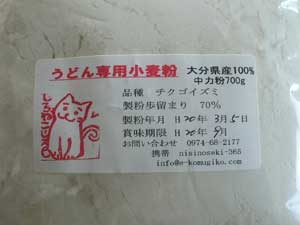 うどん専用小麦粉 大分県産100%
中力粉700g
品種 チクゴイズミ
製粉歩留まり 70%
製粉年月日 H20年3月5日
賞味期限 H20年9月
お問い合わせ 0974-68-2177
携帯 nisinoseki-365
info@e-komugiko.com